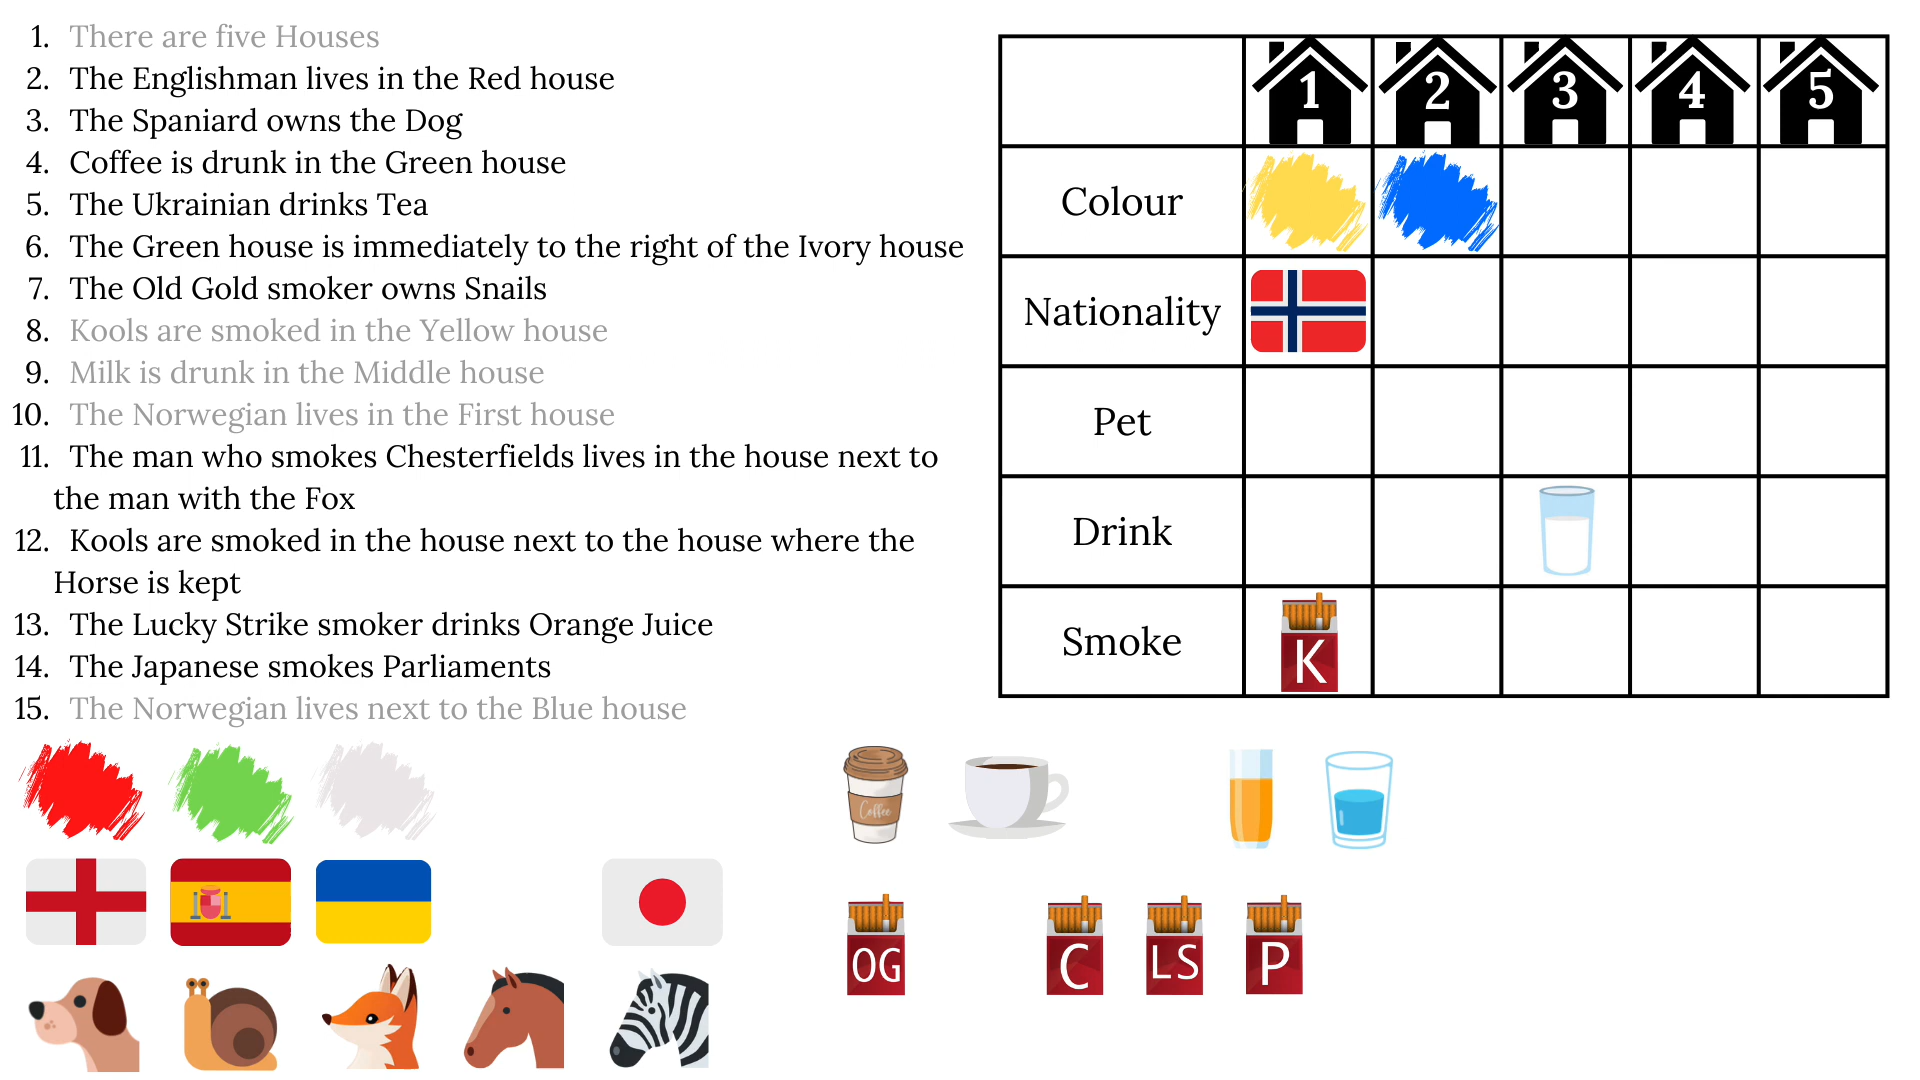 1. There are five Houses
2. The Englishman lives in the Red house
3. The Spaniard owns the Dog
4. Coffee is drunk in the Green house
5. The Ukrainian drinks Tea
6. The Green house is immediately to the right of the Ivory house
7. The Old Gold smoker owns Snails
8. Kools are smoked in the Yellow house
9. Milk is drunk in the Middle house
10. The Norwegian lives in the First house
11. The man who smokes Chesterfields lives in the house next to
the man with the Fox
12. Kools are smoked in the house next to the house where the
Horse is kept
13. The Lucky Strike smoker drinks Orange Juice
14. The Japanese smokes Parliaments
15. The Norwegian lives next to the Blue house
1 2 3 4 5
Colour
Nationality
Pet
Drink
Smoke K
Coffee
OG C LS P